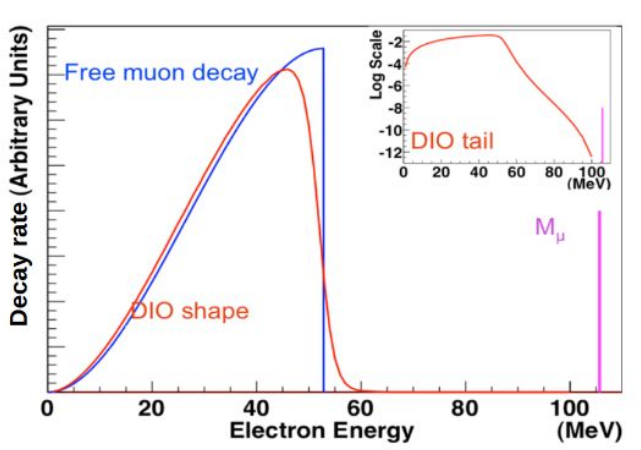 Decay rate (Arbitrary Units)
Free muon decay
DIO shape
Mμ
0 20 40 60 80 100
Electron Energy (MeV)
Log Scale
-2
-4
-6
-8
-10
-12
DIO tail
0 20 40 60 80 100
(MeV)